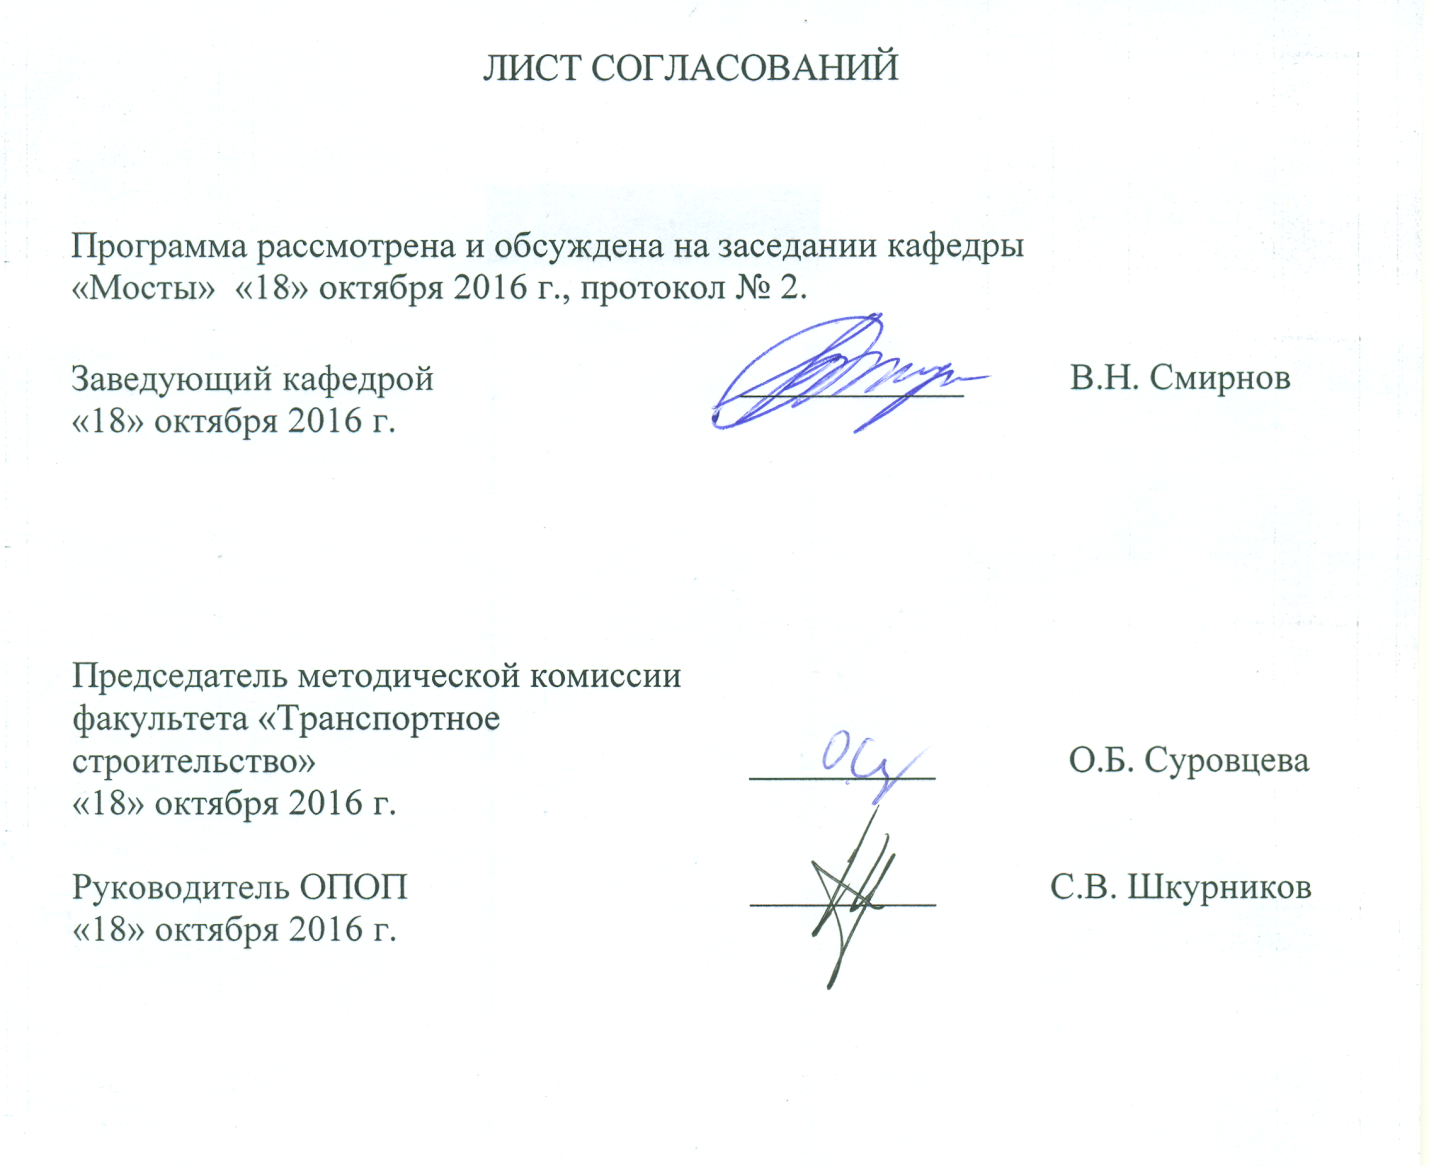 ЛИСТ СОГЛАСОВАНИЙ
Программа рассмотрена и обсуждена на заседании кафедры
«Мосты» «18» октября 2016 г., протокол № 2.
Заведующий кафедрой
В.Н. Смирнов
«18» октября 2016 г.
Председатель методической комиссии
факультета «Транспортное
строительство»
О.Б. Суровцева
«18» октября 2016 г.
Руководитель ОПОП
С.В. Шкурников
«18» октября 2016 г.